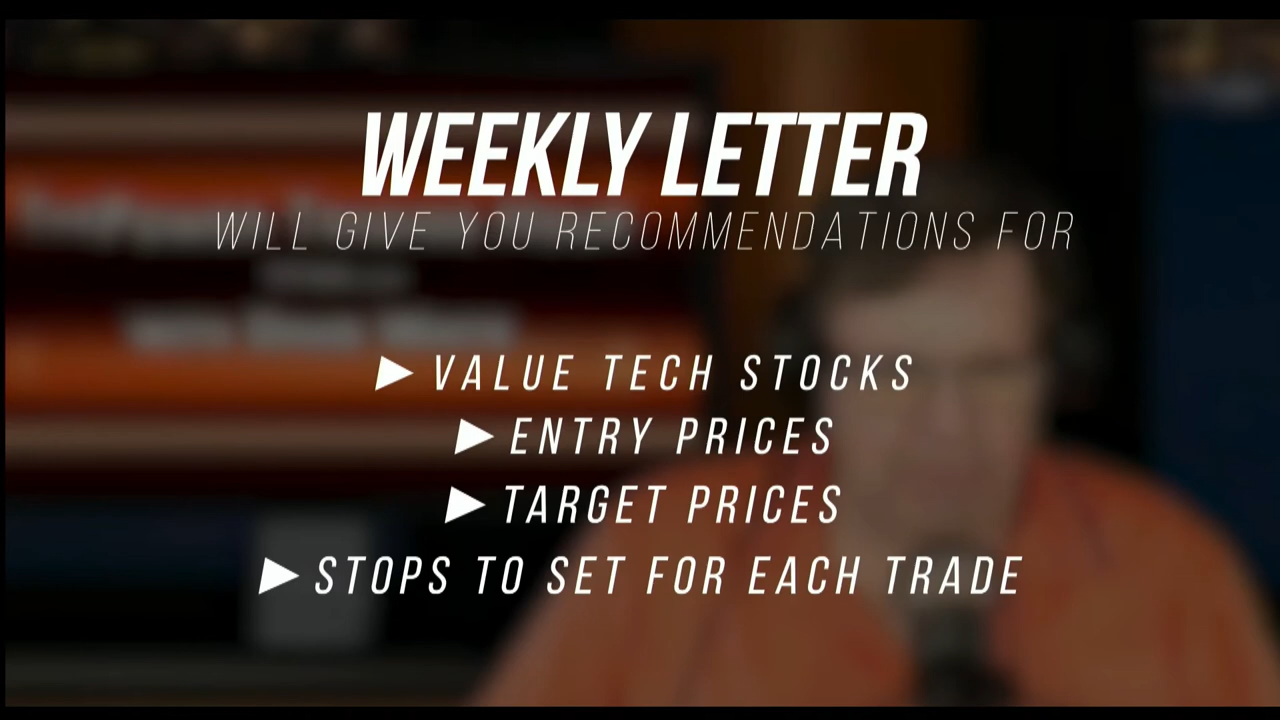 WEEKLY LETTER
WILL GIVE YOU RECOMMENDATIONS FOR
▶ VALUE TECH STOCKS
▶ ENTRY PRICES
▶ TARGET PRICES
▶ STOPS TO SET FOR EACH TRADE